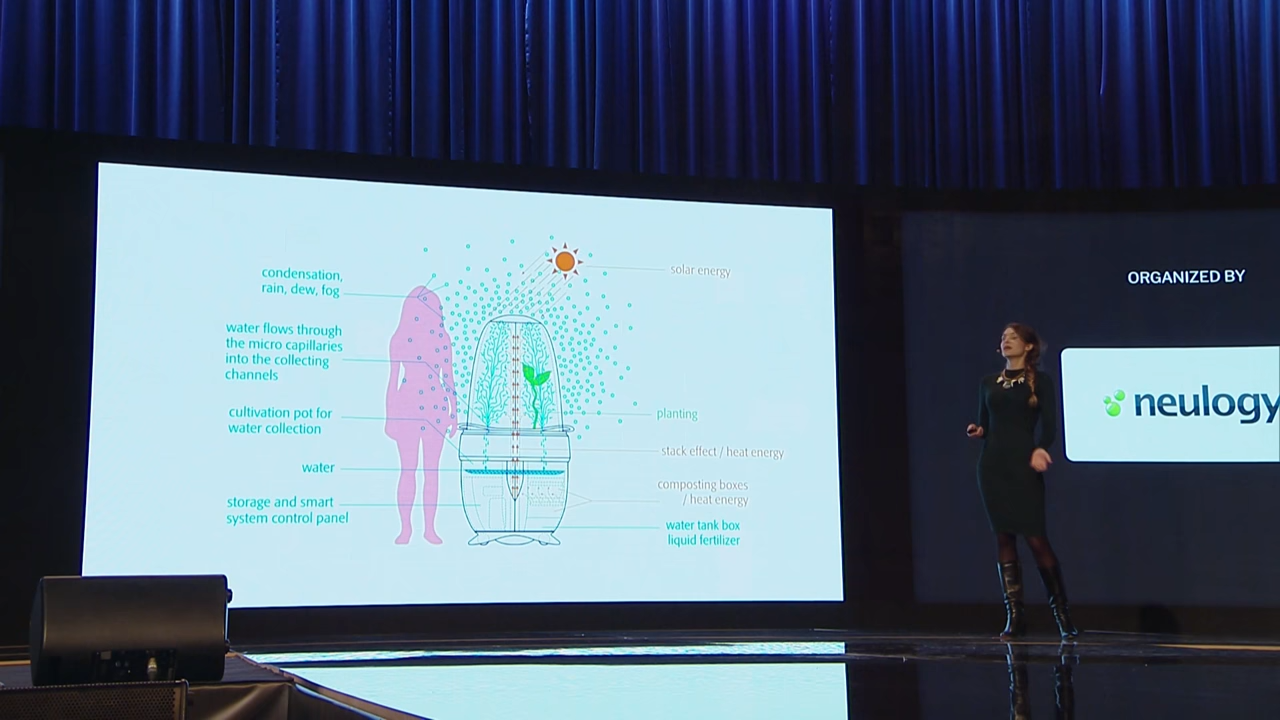 condensation,
rain, dew, fog
water flows through
the micro capillaries
into the collecting
channels
cultivation pot for
water collection
water
storage and smart
system control panel
solar energy
planting
stack effect / heat energy
composting boxes
/ heat energy
water tank box
liquid fertilizer
ORGANIZED BY
neulogy